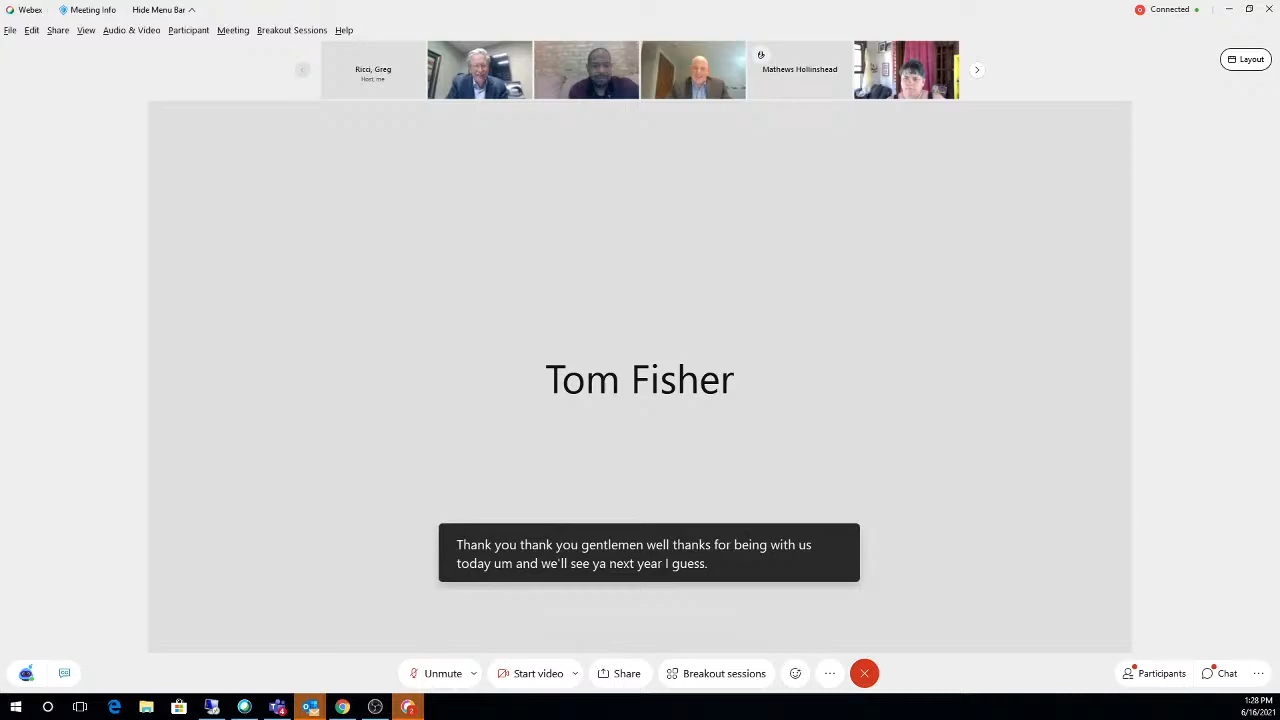 Webex
Meeting Info
Hide Menu Bar
Connected
File
Edit
Share
View
Audio & Video
Participant
Meeting
Breakout Sessions
Help
Ricci, Greg
Host, me
Mathews Hollinshead
Layout
Tom Fisher
Thank you thank you gentlemen well thanks for being with us
today um and we'll see ya next year I guess.
Unmute
Start video
Share
Breakout sessions
Participants
Chat
1:28 PM
6/16/2021